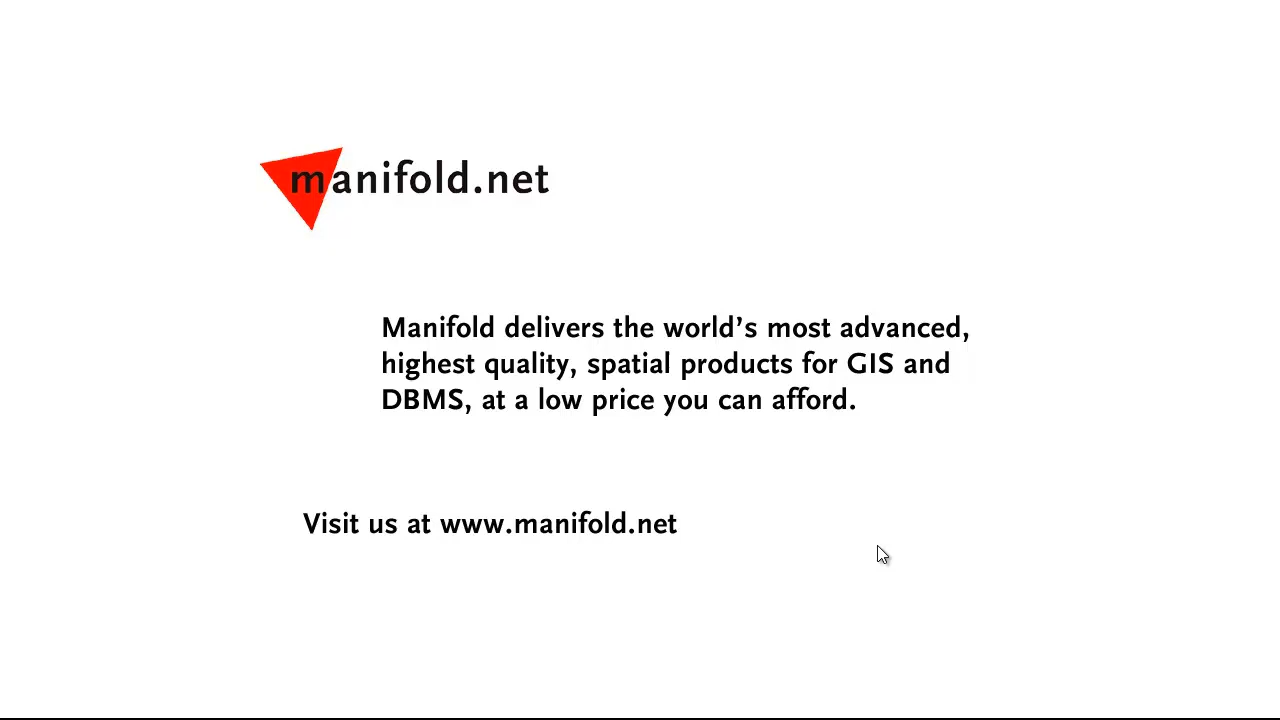 manifold.net
Manifold delivers the world’s most advanced,
highest quality, spatial products for GIS and
DBMS, at a low price you can afford.
Visit us at www.manifold.net